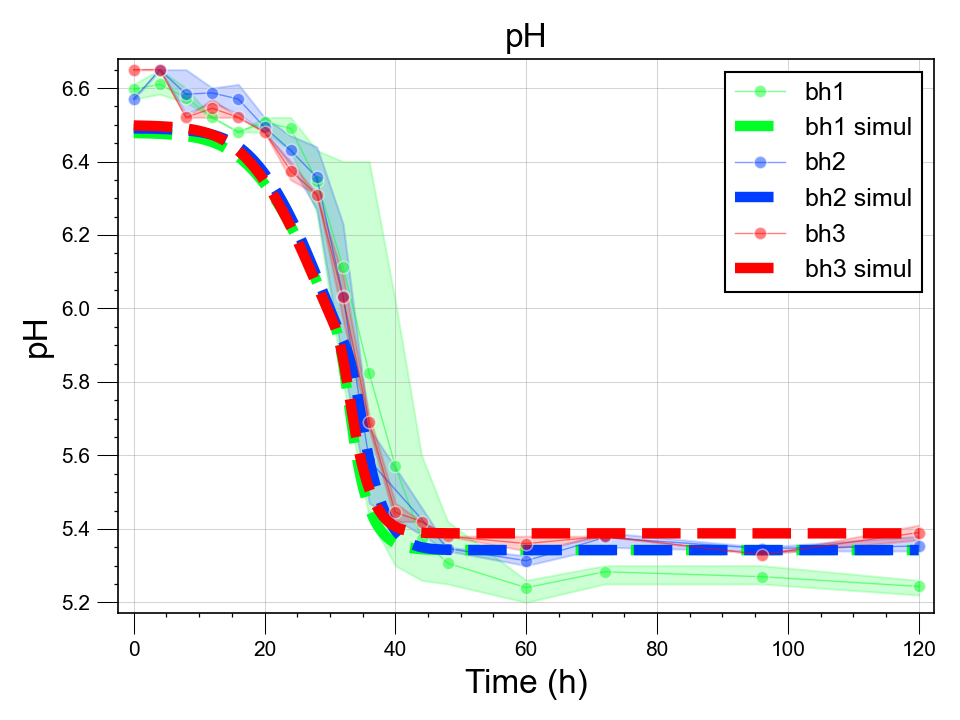 pH
bh1
bh1 simul
bh2
bh2 simul
bh3
bh3 simul
pH
6.6
6.4
6.2
6.0
5.8
5.6
5.4
5.2
0 20 40 60 80 100 120
Time (h)